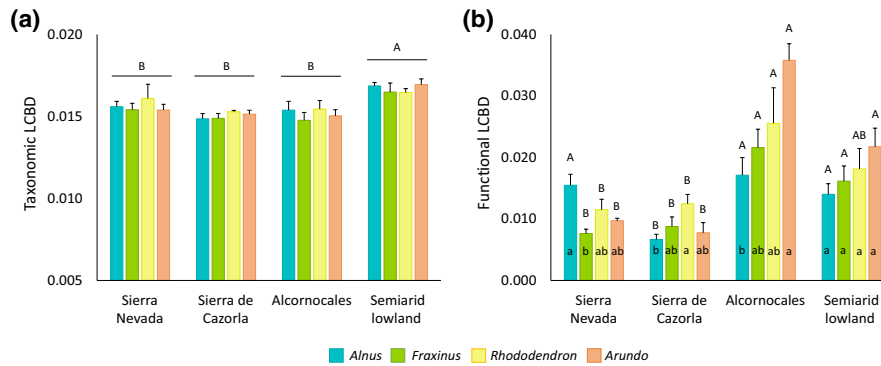 (a)
Taxonomic LCBD
0.020
0.015
0.010
0.005
B
B
B
A
Sierra
Nevada
Sierra de
Cazorla
Alcornocales
Semiarid
lowland
(b)
Functional LCBD
0.040
0.030
0.020
0.010
0.000
A
B
B
B
B
B
B
B
A
A
A
A
A
A
AB
A
a
b
ab
ab
b
ab
a
ab
b
ab
ab
a
a
a
a
a
Sierra
Nevada
Sierra de
Cazorla
Alcornocales
Semiarid
lowland
Alnus Fraxinus Rhododendron Arundo